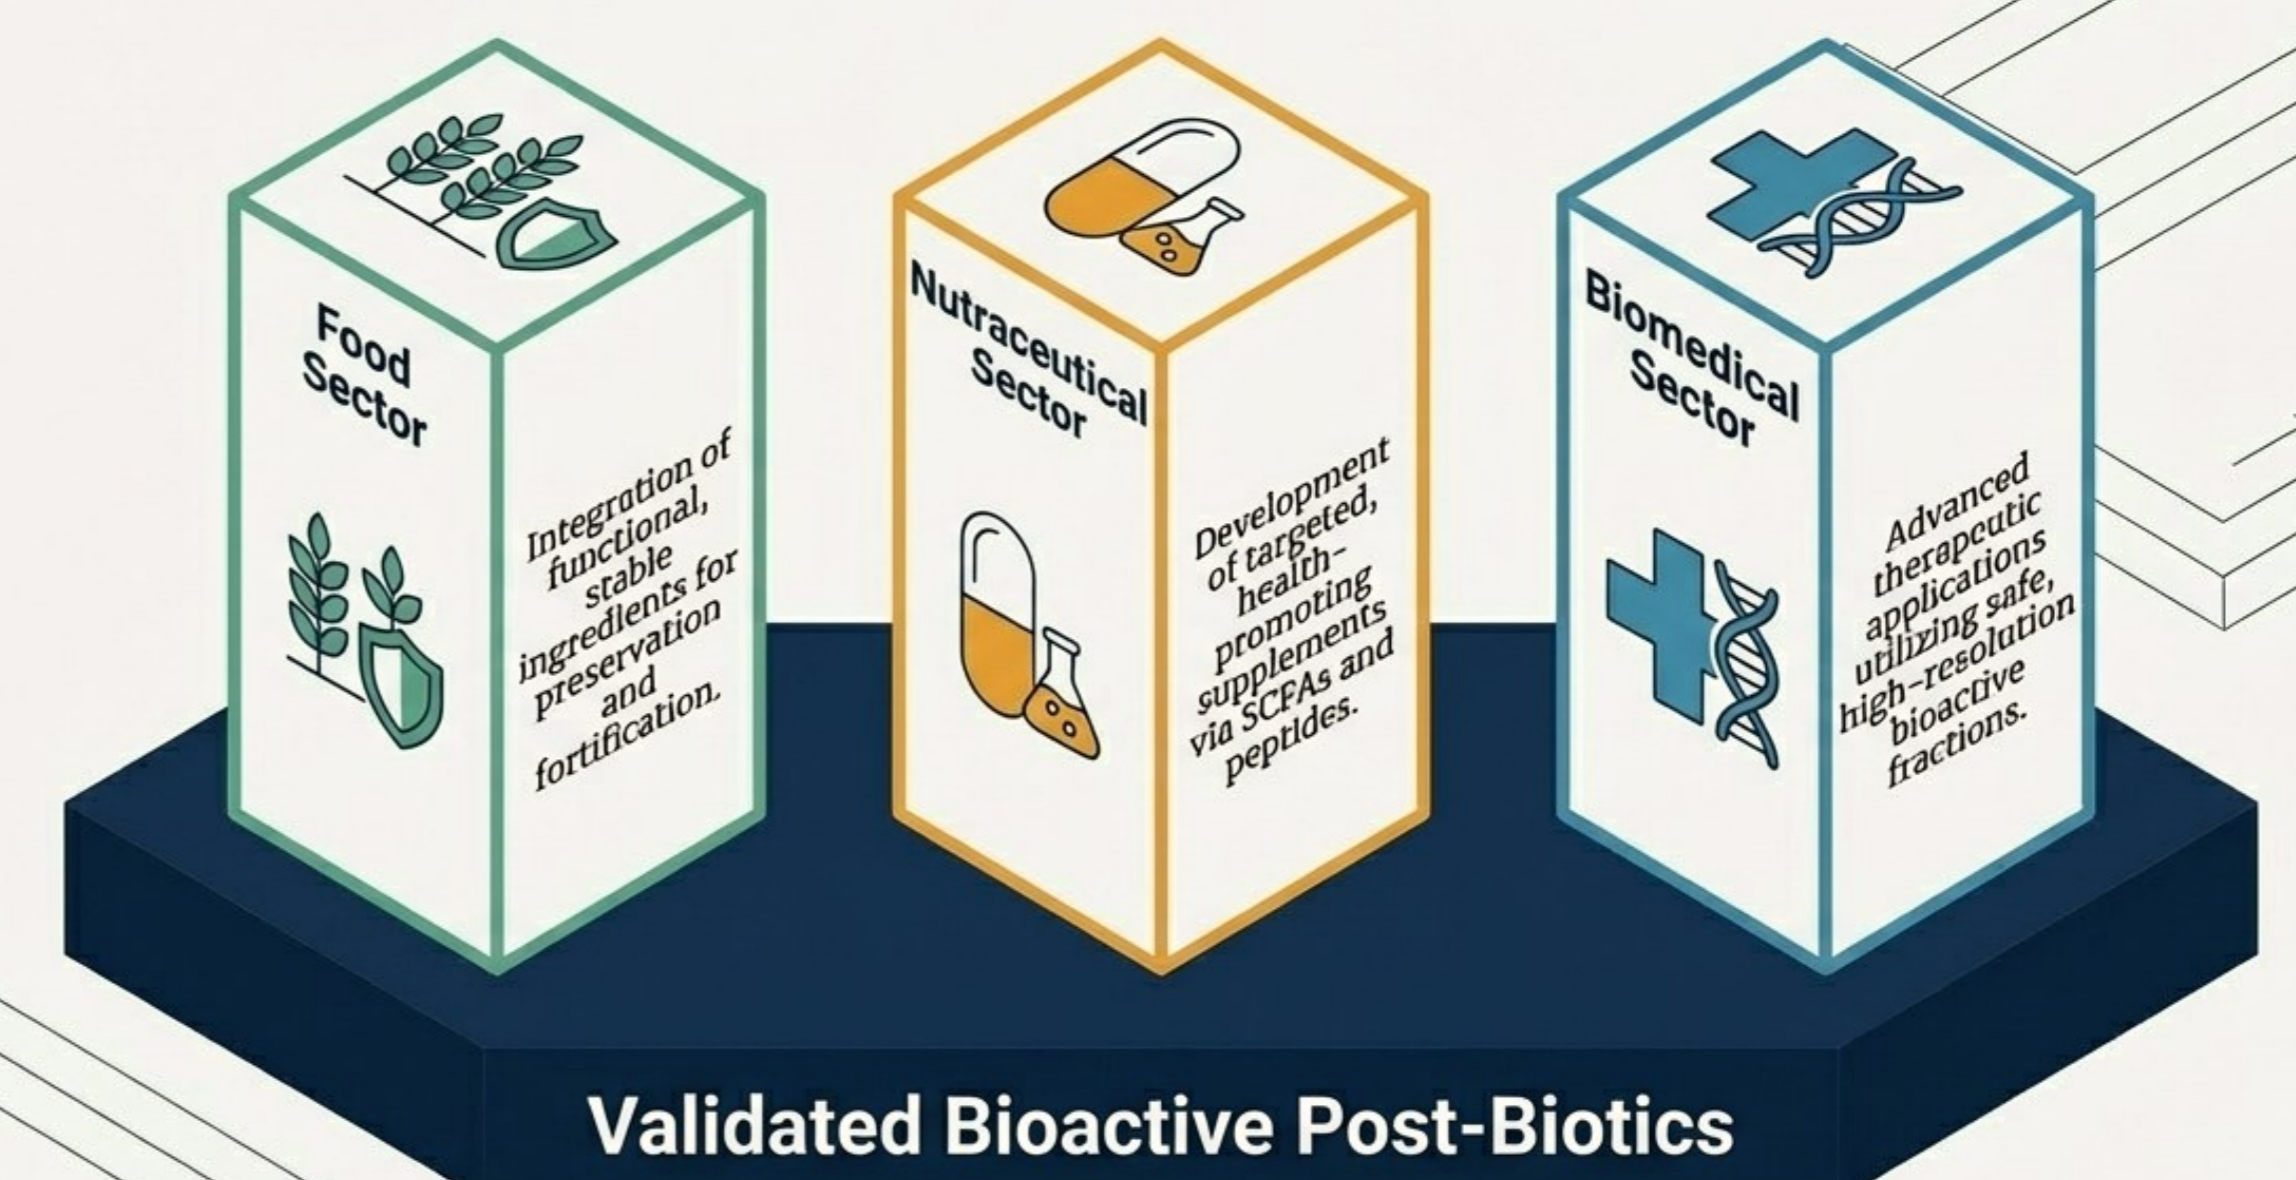 Food
Sector
Integration of
functional,
stable
ingredients for
preservation
and
fortification.
Nutraceutical
Sector
Development
of targeted,
health-
promoting
supplements
via SCFAs and
peptides.
Biomedical
Sector
Advanced
therapeutic
applications
utilizing safe,
high-resolution
bioactive
fractions.
Validated Bioactive Post-Biotics